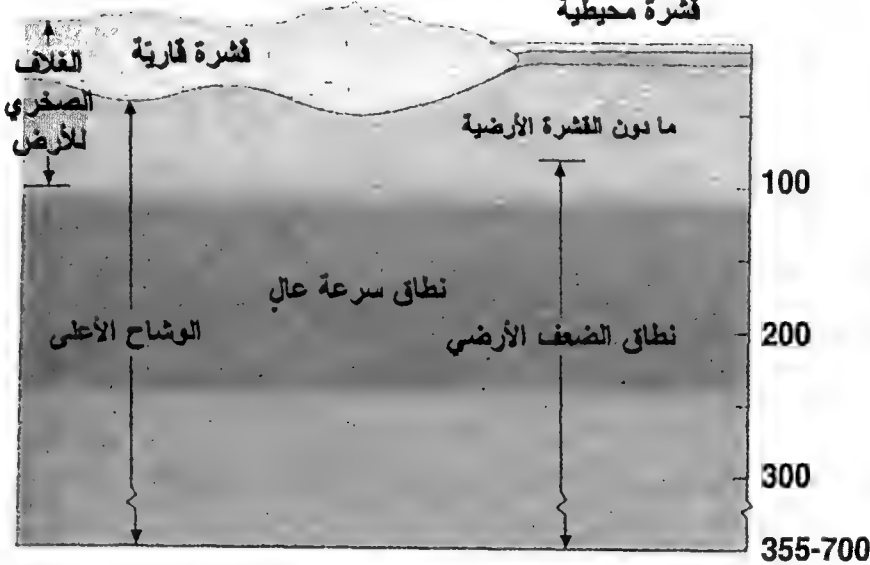 قشرة محيطية
قشرة قارية
الغلاف
الصخري
للأرض
ما دون القشرة الأرضية
100
نطاق سرعة عالٍ
الوشاح الأعلى
نطاق الضعف الأرضي
200
300
355-700